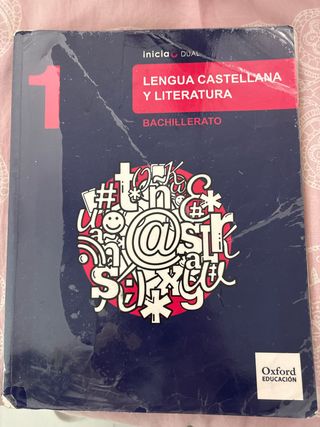 1
inicia DUAL
LENGUA CASTELLANA
Y LITERATURA
BACHILLERATO
@
Oxford
EDUCACIÓN